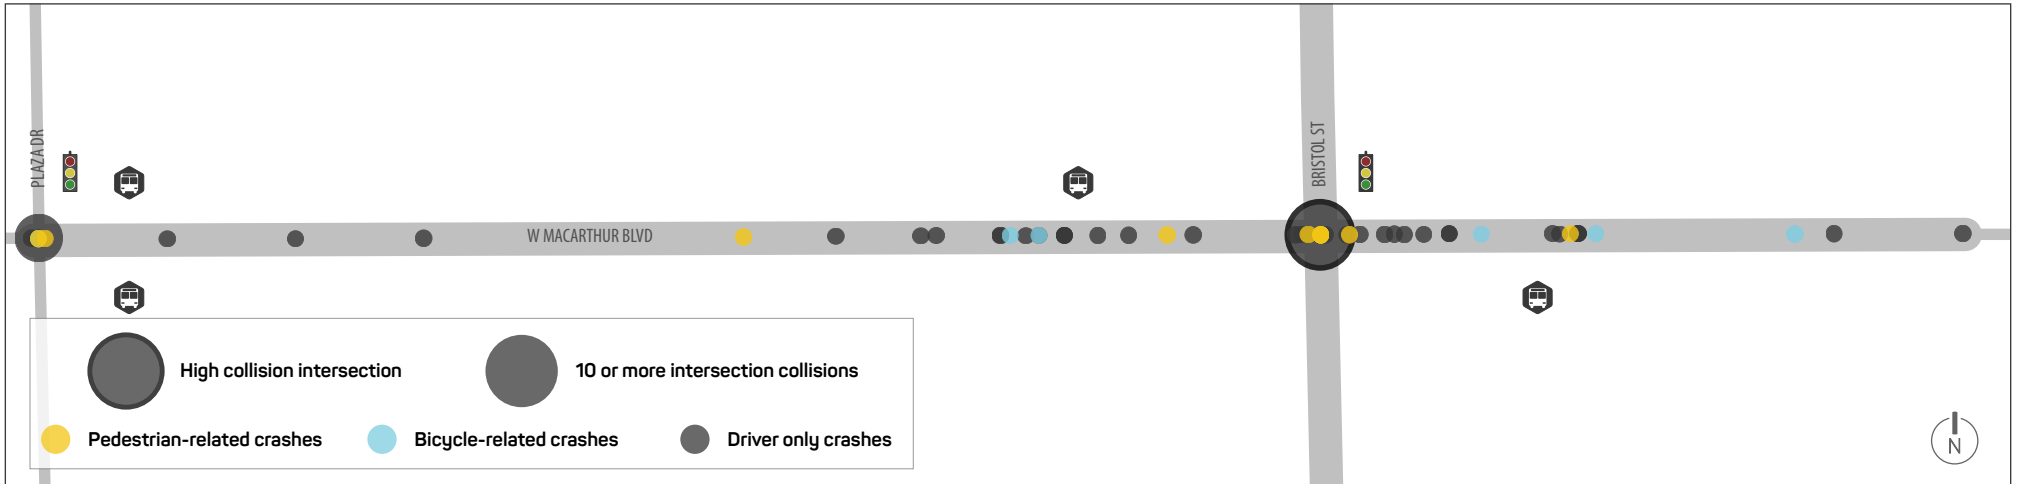 PLAZA DR
BRISTOL ST
W MACARTHUR BLVD
High collision intersection
10 or more intersection collisions
Pedestrian-related crashes
Bicycle-related crashes
Driver only crashes
N